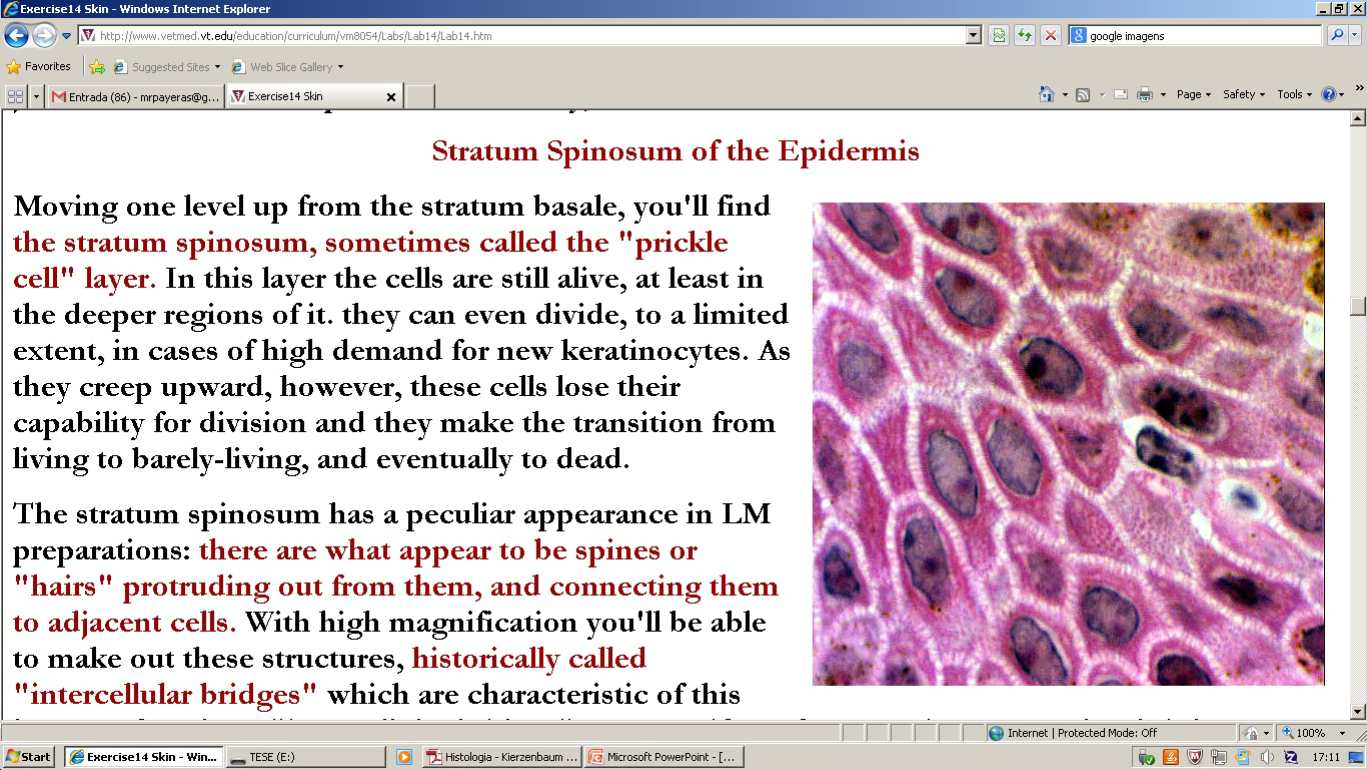 Exercise14 Skin - Windows Internet Explorer
http://www.vetmed.vt.edu/education/curriculum/vm8054/Labs/Lab14/Lab14.htm
google imagens
Favorites
Suggested Sites
Web Slice Gallery
Entrada (86) - mrpayeras@g...
Exercise14 Skin
Page
Safety
Tools
Stratum Spinosum of the Epidermis
Moving one level up from the stratum basale, you'll find
the stratum spinosum, sometimes called the "prickle
cell" layer. In this layer the cells are still alive, at least in
the deeper regions of it. they can even divide, to a limited
extent, in cases of high demand for new keratinocytes. As
they creep upward, however, these cells lose their
capability for division and they make the transition from
living to barely-living, and eventually to dead.
The stratum spinosum has a peculiar appearance in LM
preparations: there are what appear to be spines or
"hairs" protruding out from them, and connecting them
to adjacent cells. With high magnification you'll be able
to make out these structures, historically called
"intercellular bridges" which are characteristic of this
Internet | Protected Mode: Off
100%
Start
Exercise14 Skin - Win...
TESE (E:)
Histologia - Kierzenbaum ...
Microsoft PowerPoint - [...
17:11